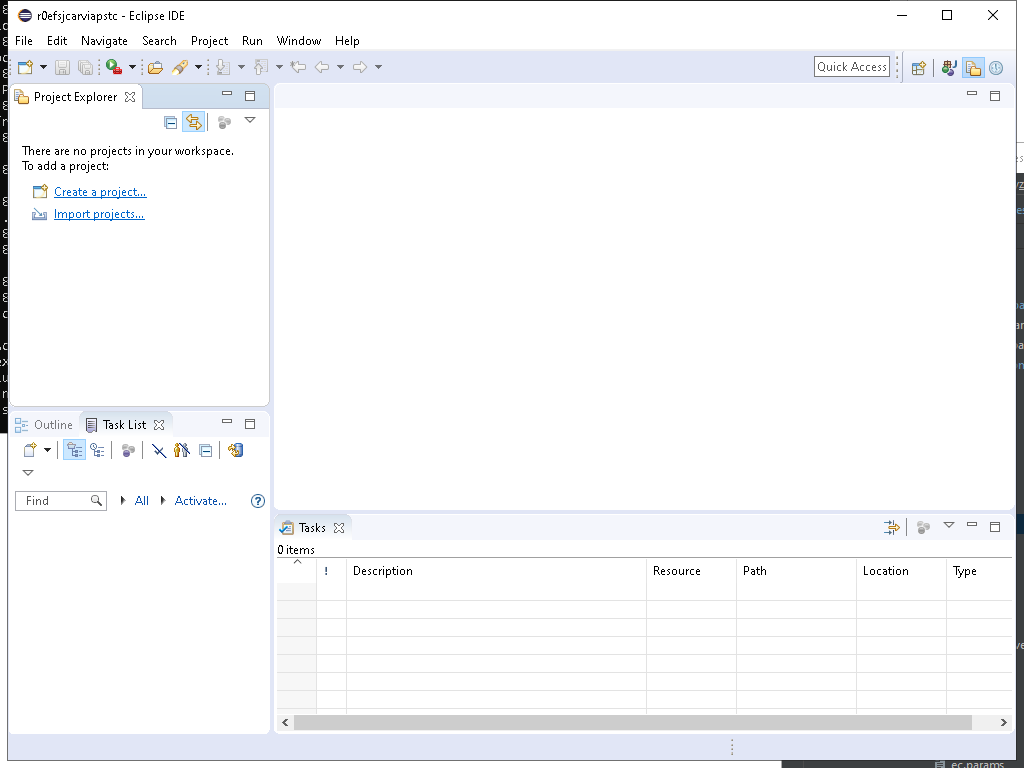 r0efsjcarviapstc - Eclipse IDE
File Edit Navigate Search Project Run Window Help
Quick Access
Project Explorer
There are no projects in your workspace.
To add a project:
Create a project...
Import projects...
Outline Task List
Find All Activate...
Tasks
0 items
! Description Resource Path Location Type
ec.params